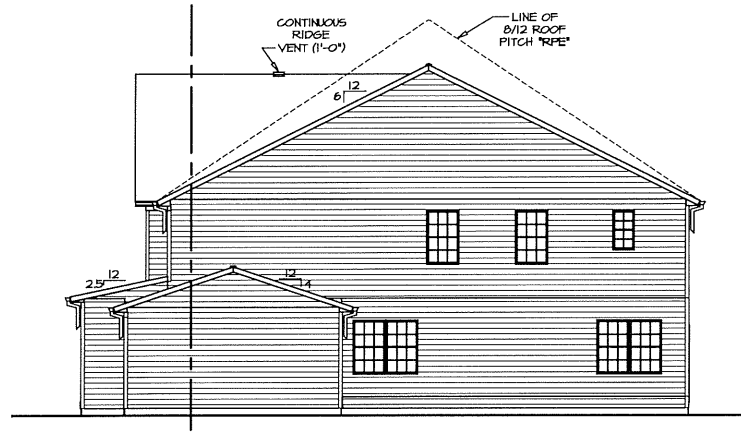 CONTINUOUS
RIDGE
VENT (1'-0")
LINE OF
8/12 ROOF
PITCH "RPE"
12
6
12
2.5
12
4